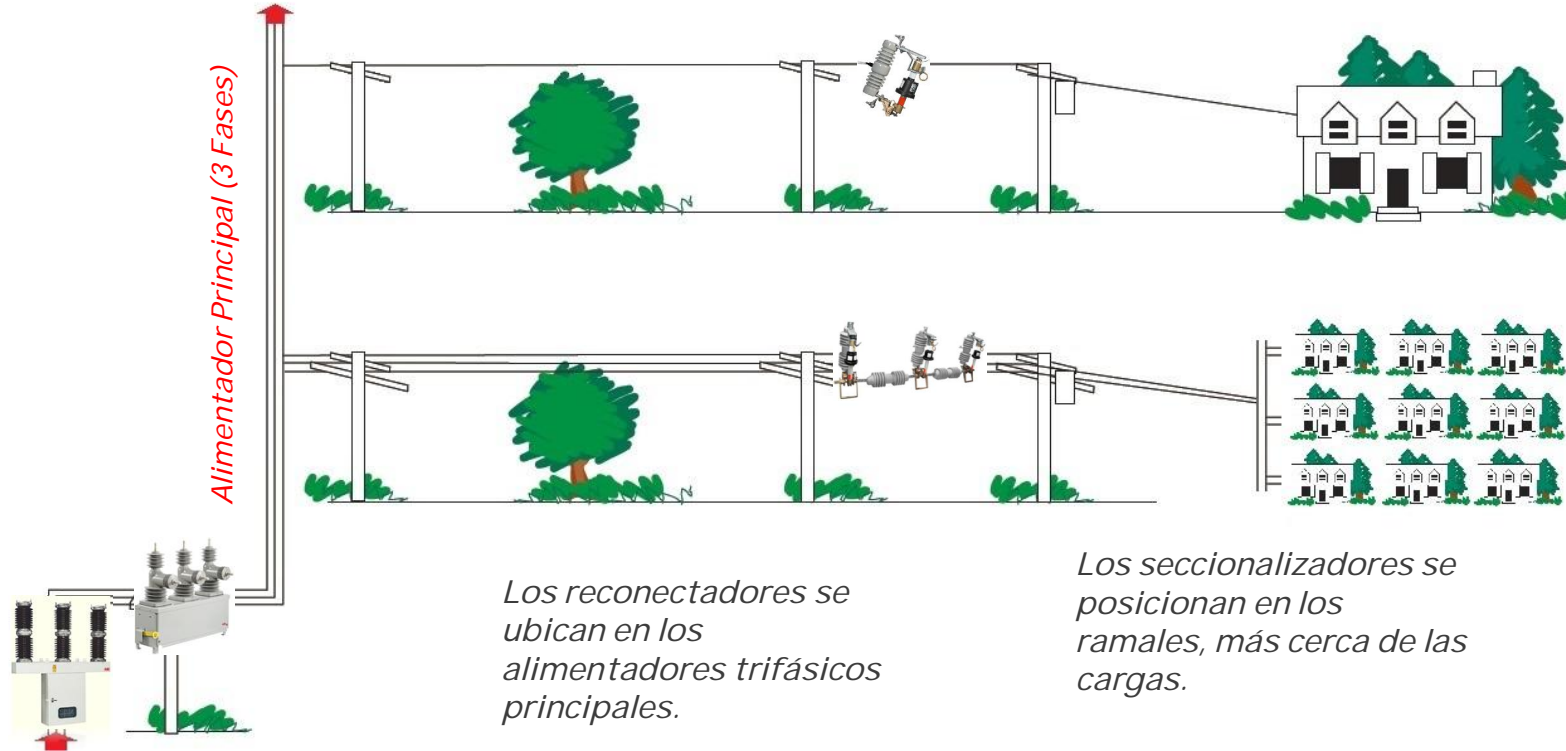 Alimentador Principal (3 Fases)
Los reconectadores se
ubican en los
alimentadores trifásicos
principales.
Los seccionalizadores se
posicionan en los
ramales, más cerca de las
cargas.